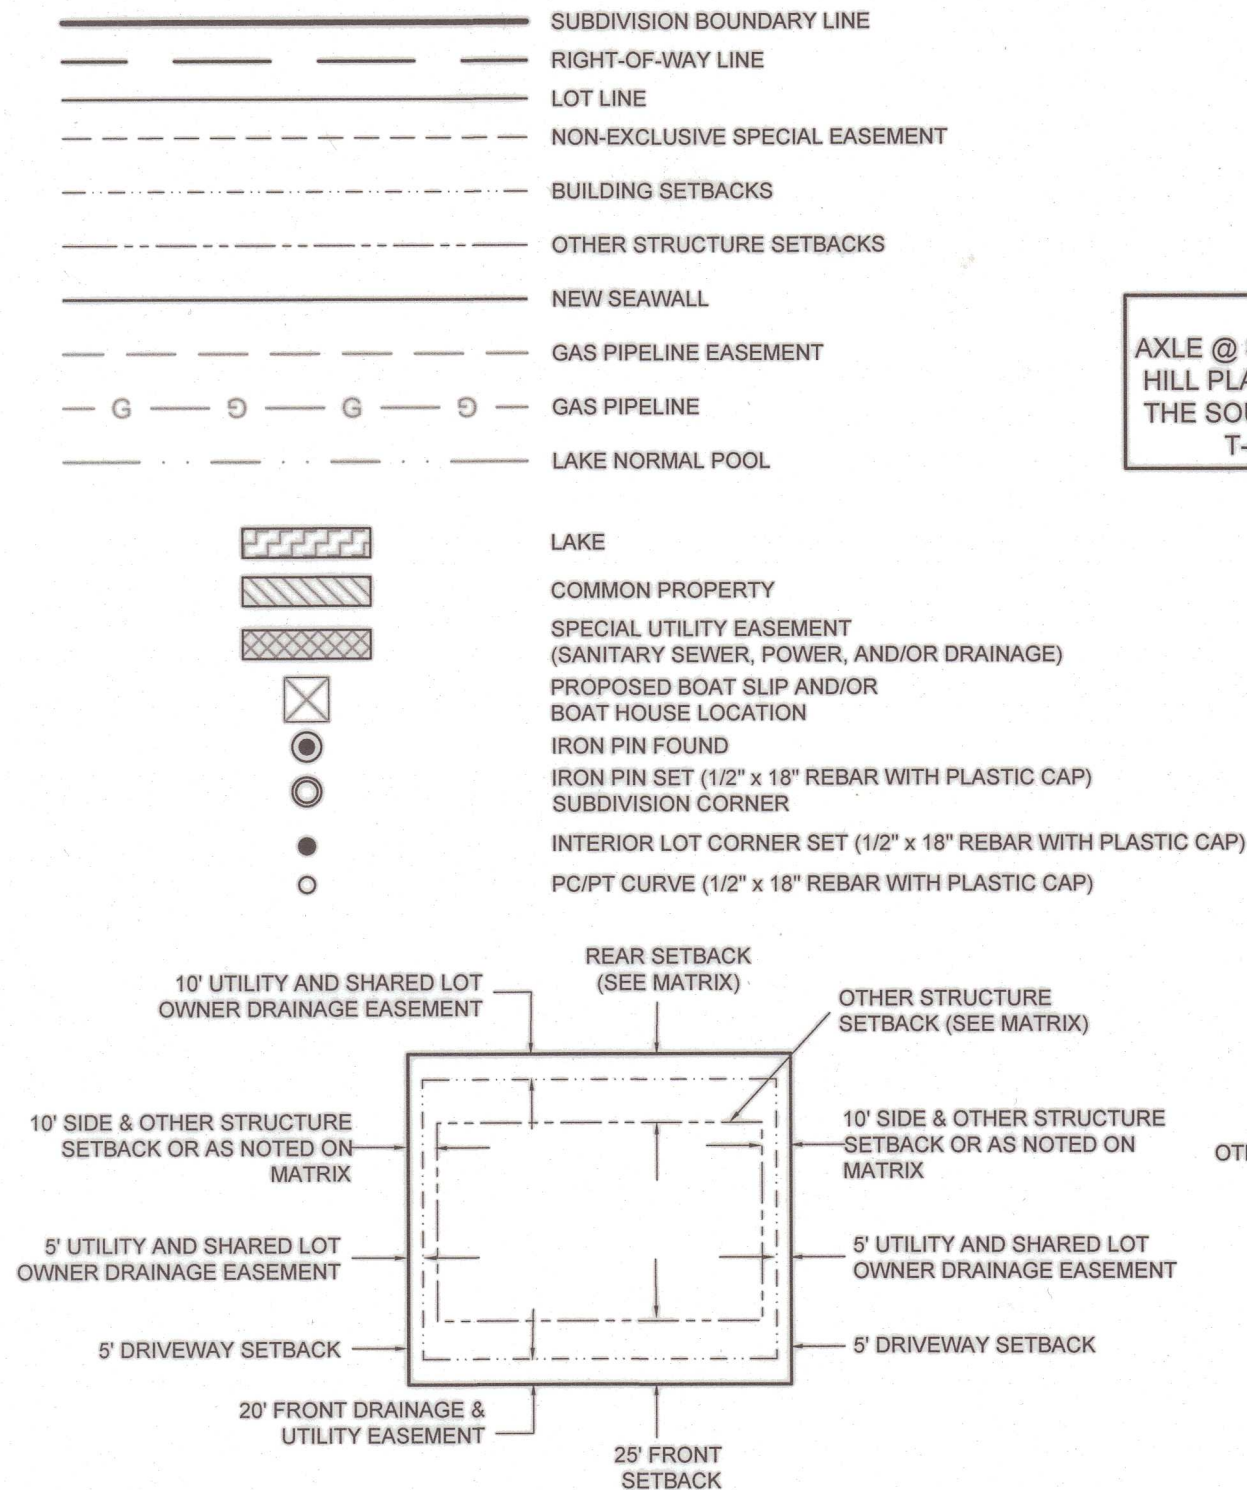 SUBDIVISION BOUNDARY LINE
RIGHT-OF-WAY LINE
LOT LINE
NON-EXCLUSIVE SPECIAL EASEMENT
BUILDING SETBACKS
OTHER STRUCTURE SETBACKS
NEW SEAWALL
GAS PIPELINE EASEMENT
G G G G
GAS PIPELINE
LAKE NORMAL POOL
AXLE @
HILL PLA
THE SOU
T-
LAKE
COMMON PROPERTY
SPECIAL UTILITY EASEMENT
(SANITARY SEWER, POWER, AND/OR DRAINAGE)
PROPOSED BOAT SLIP AND/OR
BOAT HOUSE LOCATION
IRON PIN FOUND
IRON PIN SET (1/2" x 18" REBAR WITH PLASTIC CAP)
SUBDIVISION CORNER
INTERIOR LOT CORNER SET (1/2" x 18" REBAR WITH PLASTIC CAP)
PC/PT CURVE (1/2" x 18" REBAR WITH PLASTIC CAP)
REAR SETBACK
(SEE MATRIX)
10' UTILITY AND SHARED LOT
OWNER DRAINAGE EASEMENT
OTHER STRUCTURE
SETBACK (SEE MATRIX)
10' SIDE & OTHER STRUCTURE
SETBACK OR AS NOTED ON
MATRIX
10' SIDE & OTHER STRUCTURE
SETBACK OR AS NOTED ON
MATRIX
OT
5' UTILITY AND SHARED LOT
OWNER DRAINAGE EASEMENT
5' UTILITY AND SHARED LOT
OWNER DRAINAGE EASEMENT
5' DRIVEWAY SETBACK
5' DRIVEWAY SETBACK
20' FRONT DRAINAGE &
UTILITY EASEMENT
25' FRONT
SETBACK